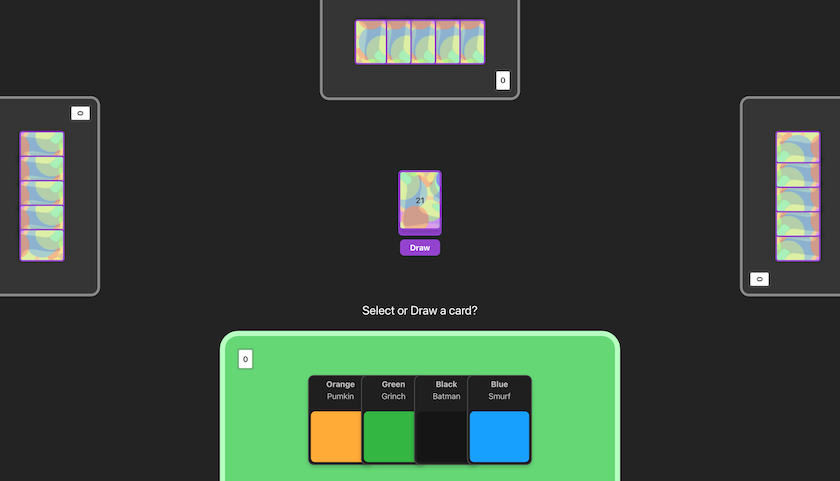 0
0
21
Draw
0
Select or Draw a card?
0
Orange
Pumkin
Green
Grinch
Black
Batman
Blue
Smurf